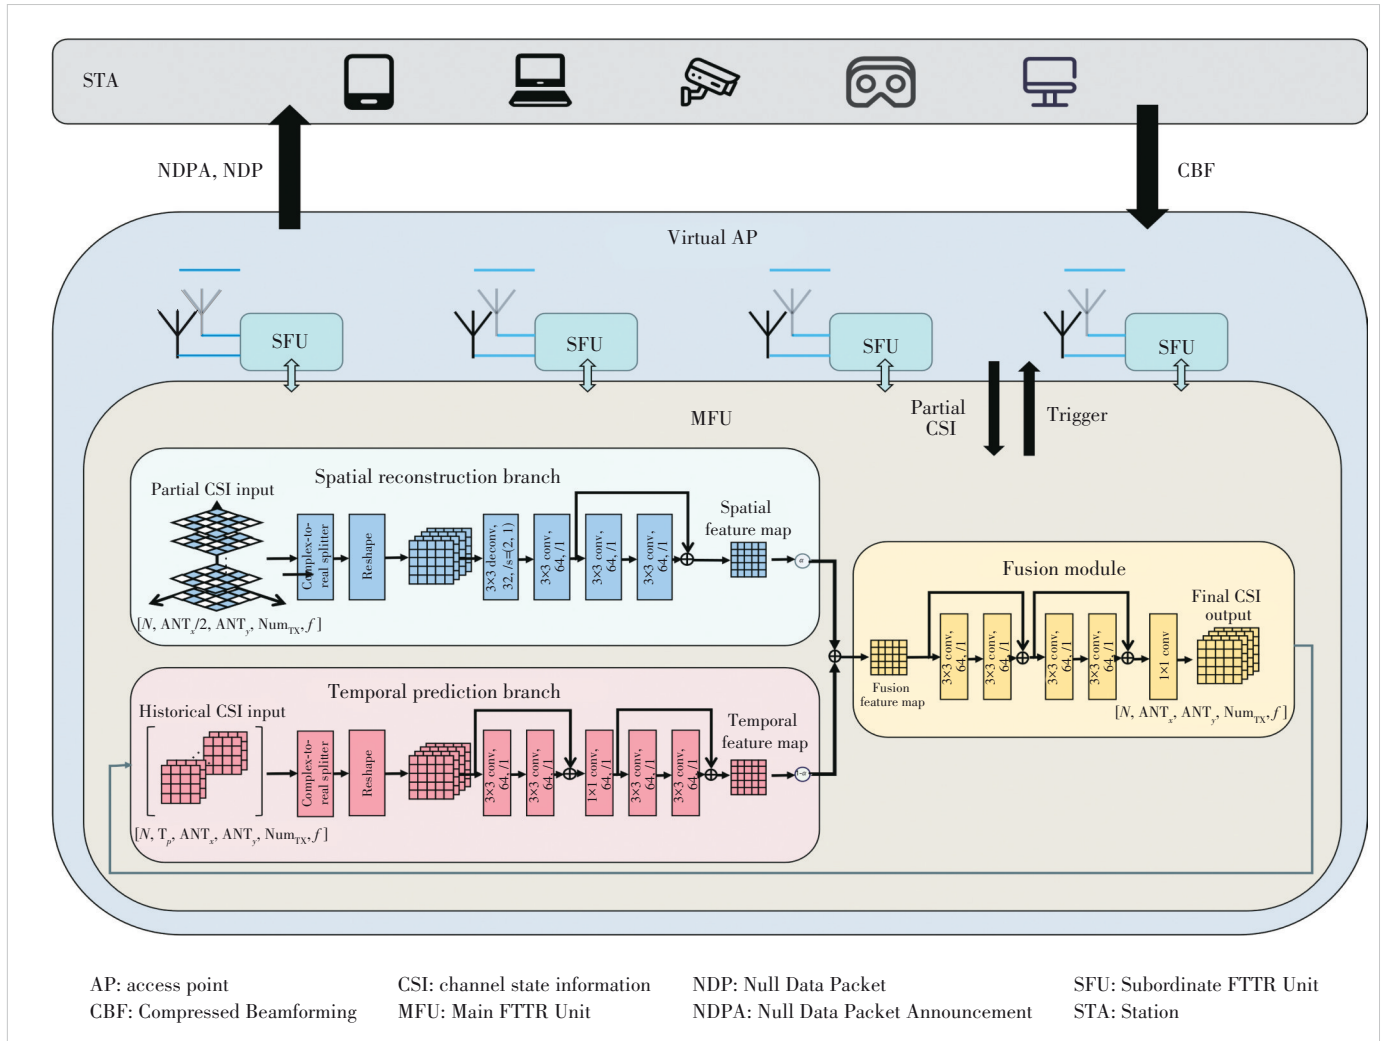 STA
NDPA, NDP
CBF
Virtual AP
SFU
SFU
SFU
SFU
MFU
Partial
CSI
Trigger
Spatial reconstruction branch
Partial CSI input
Complex-to-
real splitter
Reshape
3×3 deconv,
32, /s=(2, 1)
3×3 conv,
64, /1
3×3 conv,
64, /1
3×3 conv,
64, /1
Spatial
feature map
α
[N, ANTx/2, ANTy, NumTX, f]
Temporal prediction branch
Historical CSI input
Complex-to-
real splitter
Reshape
3×3 conv,
64, /1
3×3 conv,
64, /1
1×1 conv,
64, /1
3×3 conv,
64, /1
3×3 conv,
64, /1
Temporal
feature map
1-α
[N, Tp, ANTx, ANTy, NumTX, f]
Fusion module
Fusion
feature map
3×3 conv,
64, /1
3×3 conv,
64, /1
3×3 conv,
64, /1
3×3 conv,
64, /1
1×1 conv
Final CSI
output
[N, ANTx, ANTy, NumTX, f]
AP: access point
CSI: channel state information
NDP: Null Data Packet
SFU: Subordinate FTTR Unit
CBF: Compressed Beamforming
MFU: Main FTTR Unit
NDPA: Null Data Packet Announcement
STA: Station